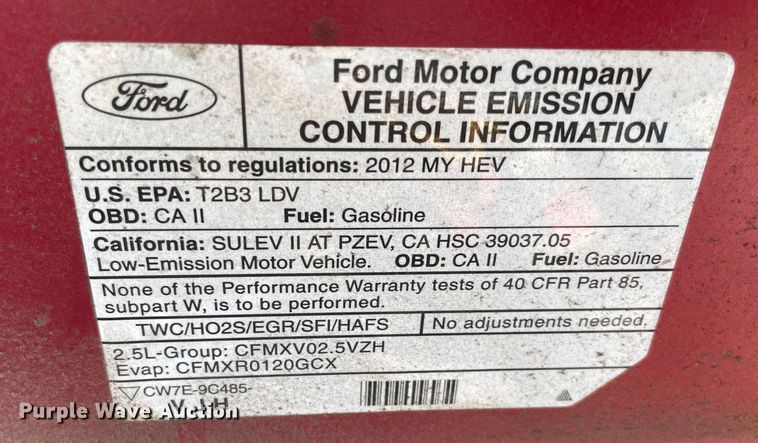 Ford
Ford Motor Company
VEHICLE EMISSION
CONTROL INFORMATION
Conforms to regulations: 2012 MY HEV
U.S. EPA: T2B3 LDV
OBD: CA II Fuel: Gasoline
California: SULEV II AT PZEV, CA HSC 39037.05
Low-Emission Motor Vehicle. OBD: CA II Fuel: Gasoline
None of the Performance Warranty tests of 40 CFR Part 85,
subpart W, is to be performed.
TWC/HO2S/EGR/SFI/HAFS No adjustments needed.
2.5L-Group: CFMXV02.5VZH
Evap: CFMXR0120GCX
CW7E-9C485-
Purple Wave Auction